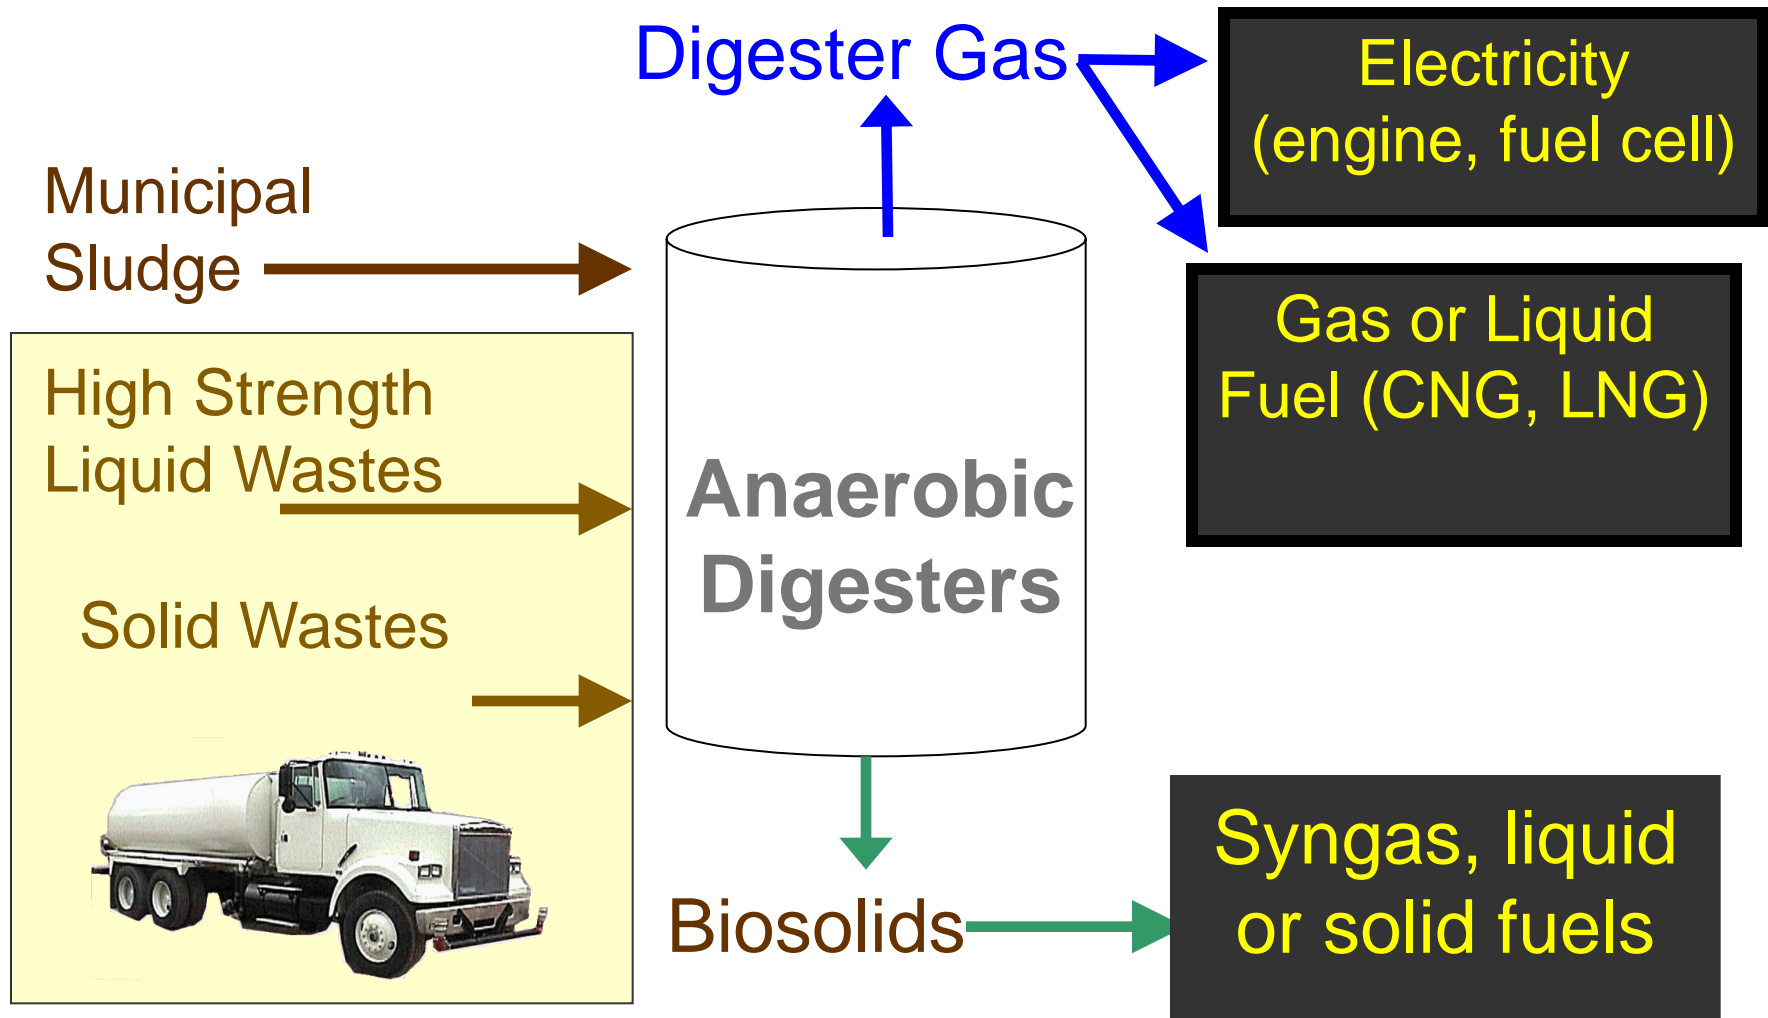 Digester Gas
Electricity
(engine, fuel cell)
Municipal
Sludge
Gas or Liquid
Fuel (CNG, LNG)
High Strength
Liquid Wastes
Anaerobic
Digesters
Solid Wastes
Syngas, liquid
or solid fuels
Biosolids